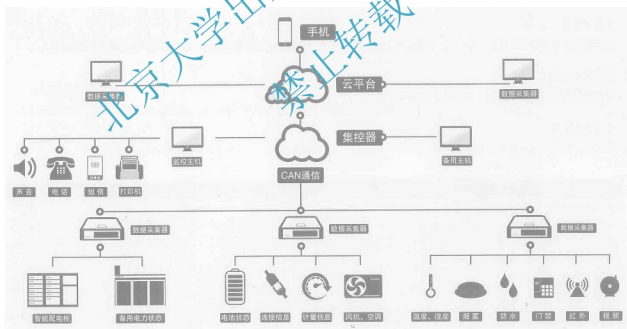 手机
云平台
数据采集器
数据采集器
集控器
监控主机
备用主机
SMS
声音
电话
短信
打印机
CAN通信
数据采集器
数据采集器
数据采集器
智能配电柜
备用电力状态
电池状态
连接信息
计量信息
风机、空调
温度、湿度
烟雾
防水
门禁
红外
视频
北京大学出
禁止转载